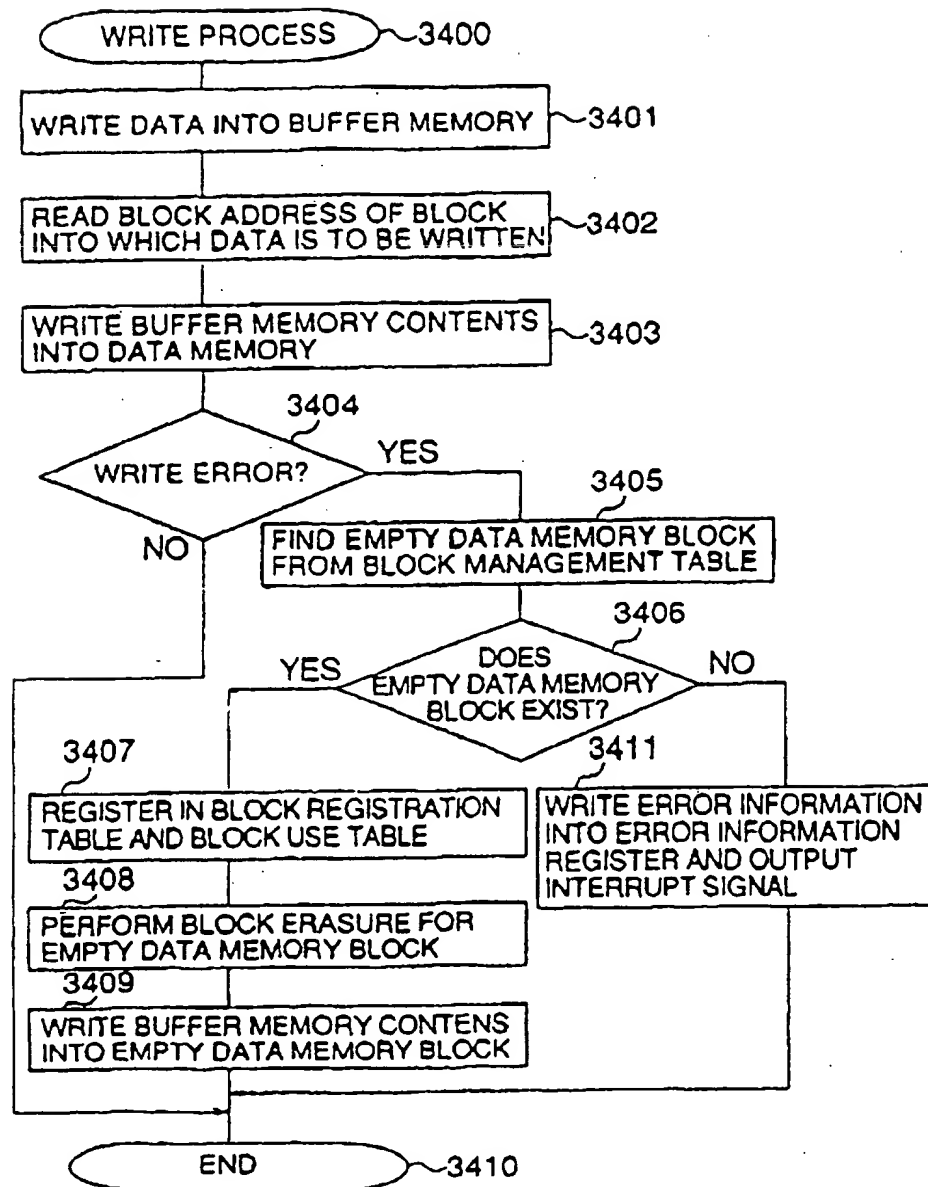 WRITE PROCESS
3400
WRITE DATA INTO BUFFER MEMORY
3401
READ BLOCK ADDRESS OF BLOCK
INTO WHICH DATA IS TO BE WRITTEN
3402
WRITE BUFFER MEMORY CONTENTS
INTO DATA MEMORY
3403
3404
WRITE ERROR?
YES
NO
3405
FIND EMPTY DATA MEMORY BLOCK
FROM BLOCK MANAGEMENT TABLE
3406
DOES
EMPTY DATA MEMORY
BLOCK EXIST?
YES
NO
3407
REGISTER IN BLOCK REGISTRATION
TABLE AND BLOCK USE TABLE
3411
WRITE ERROR INFORMATION
INTO ERROR INFORMATION
REGISTER AND OUTPUT
INTERRUPT SIGNAL
3408
PERFORM BLOCK ERASURE FOR
EMPTY DATA MEMORY BLOCK
3409
WRITE BUFFER MEMORY CONTENS
INTO EMPTY DATA MEMORY BLOCK
END
3410